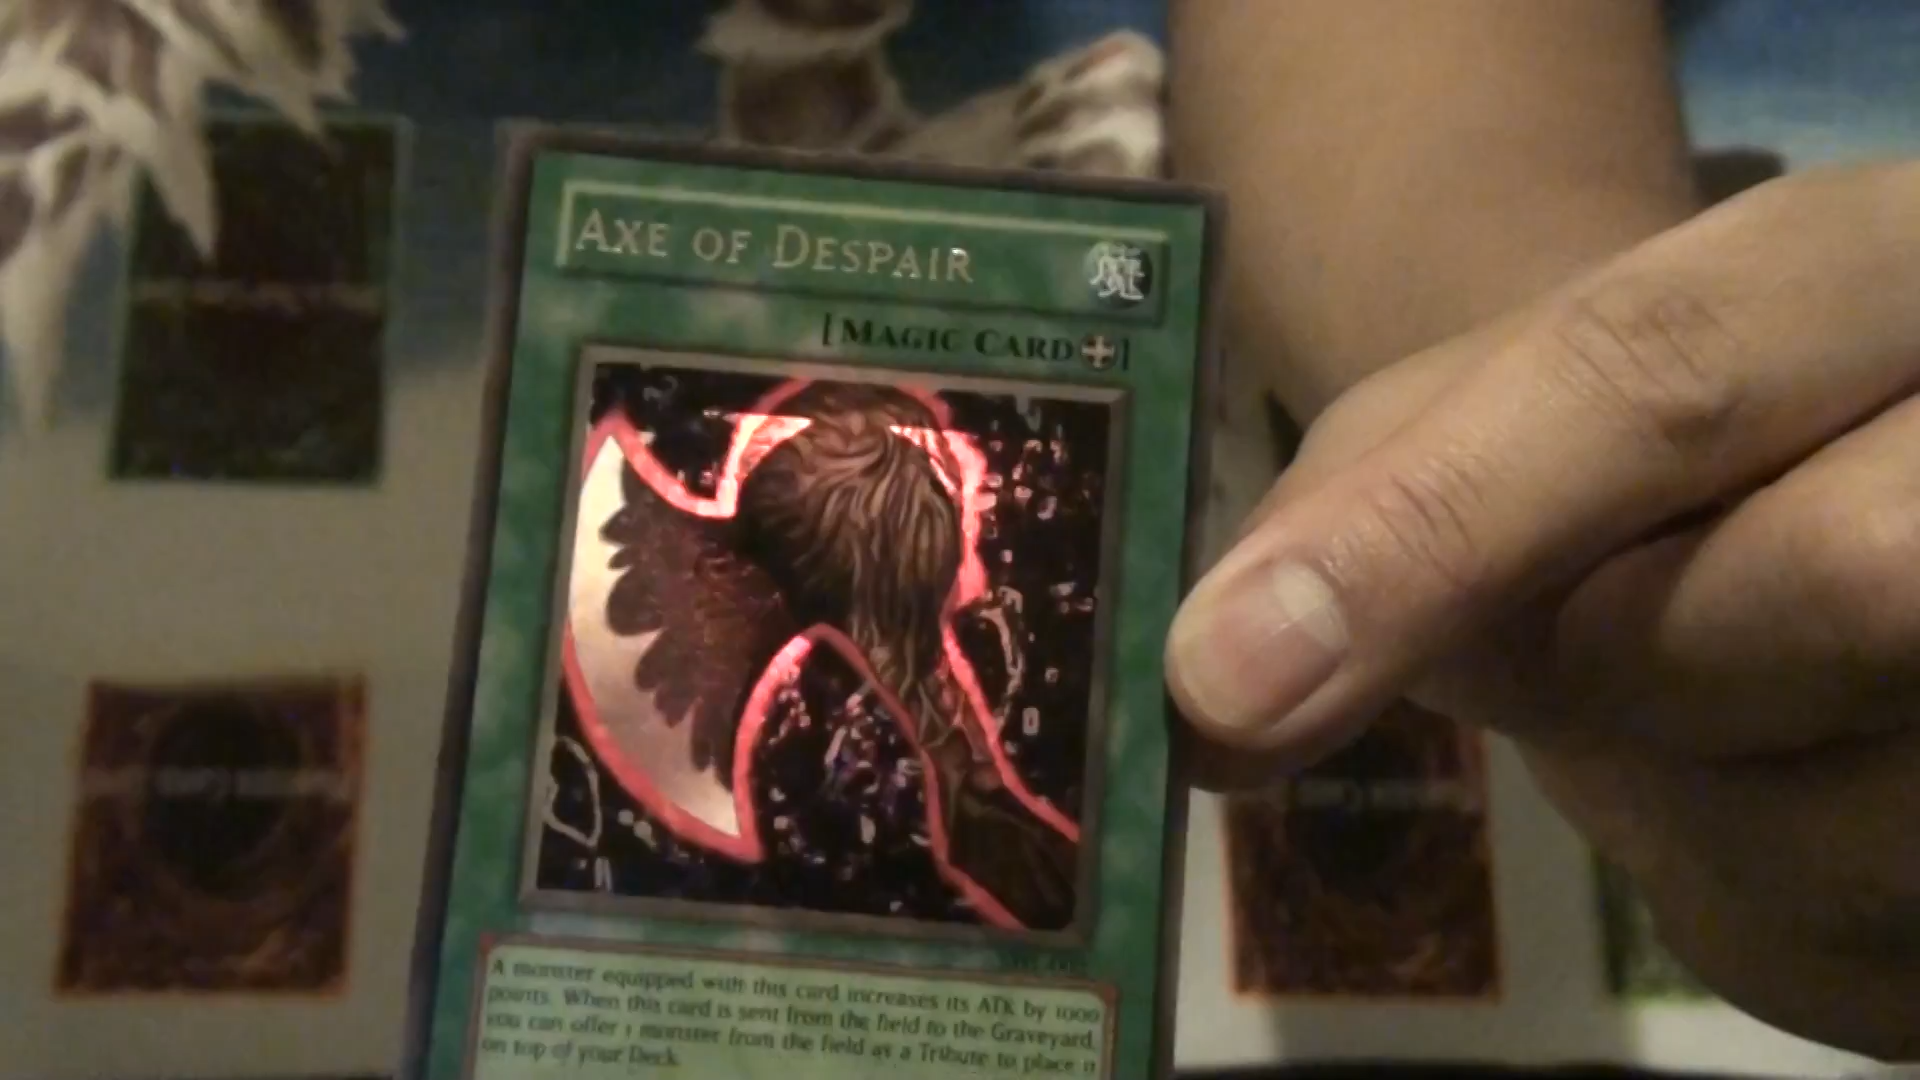 AXE OF DESPAIR
魔
[MAGIC CARD]
A monster equipped with this card increases its ATK by 1000
points. When this card is sent from the field to the Graveyard,
you can offer 1 monster from the field as a Tribute to place it
on top of your Deck.